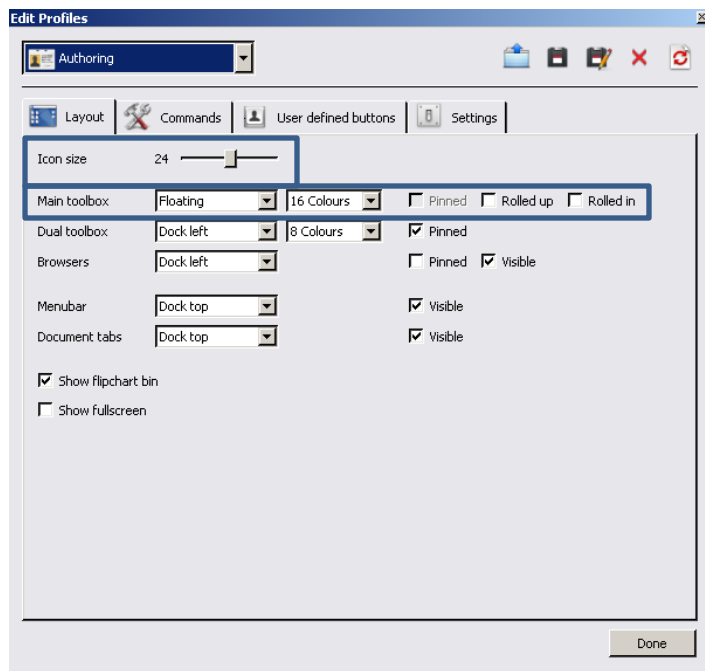 Edit Profiles
Authoring
Layout Commands User defined buttons Settings
Icon size 24
Main toolbox Floating 16 Colours Pinned Rolled up Rolled in
Dual toolbox Dock left 8 Colours Pinned
Browsers Dock left Pinned Visible
Menubar Dock top Visible
Document tabs Dock top Visible
Show flipchart bin
Show fullscreen
Done